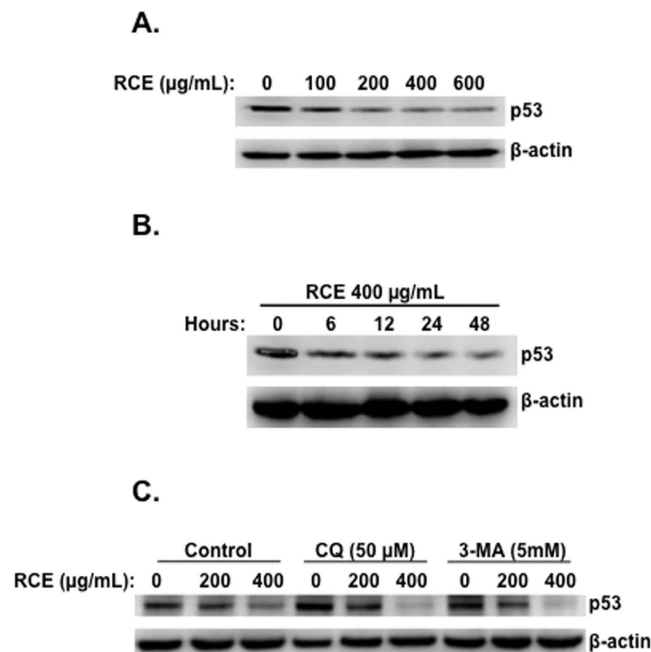 A.
RCE (µg/mL): 0 100 200 400 600
p53
β-actin
B.
RCE 400 µg/mL
Hours: 0 6 12 24 48
p53
β-actin
C.
Control CQ (50 µM) 3-MA (5mM)
RCE (µg/mL): 0 200 400 0 200 400 0 200 400
p53
β-actin